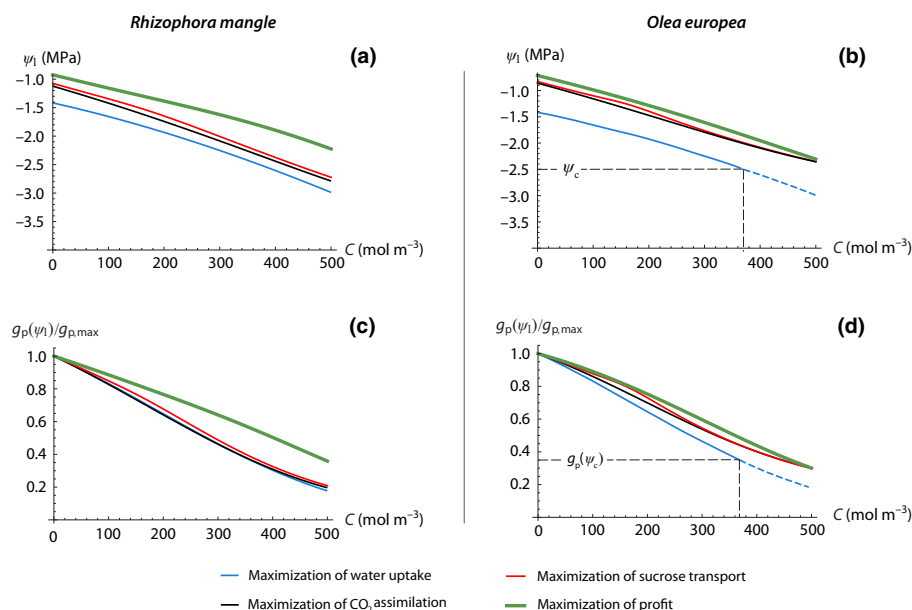 Rhizophora mangle
Olea europea
ψl (MPa)
(a)
−1.0
−1.5
−2.0
−2.5
−3.0
−3.5
C (mol m−3)
0 100 200 300 400 500
ψl (MPa)
(b)
−1.0
−1.5
−2.0
−2.5
ψc
−3.0
−3.5
C (mol m−3)
0 100 200 300 400 500
gp(ψl)/gp,max
(c)
1.0
0.8
0.6
0.4
0.2
C (mol m−3)
0 100 200 300 400 500
gp(ψl)/gp,max
(d)
1.0
0.8
0.6
0.4
gp(ψc)
0.2
C (mol m−3)
0 100 200 300 400 500
Maximization of water uptake
Maximization of sucrose transport
Maximization of CO2 assimilation
Maximization of profit